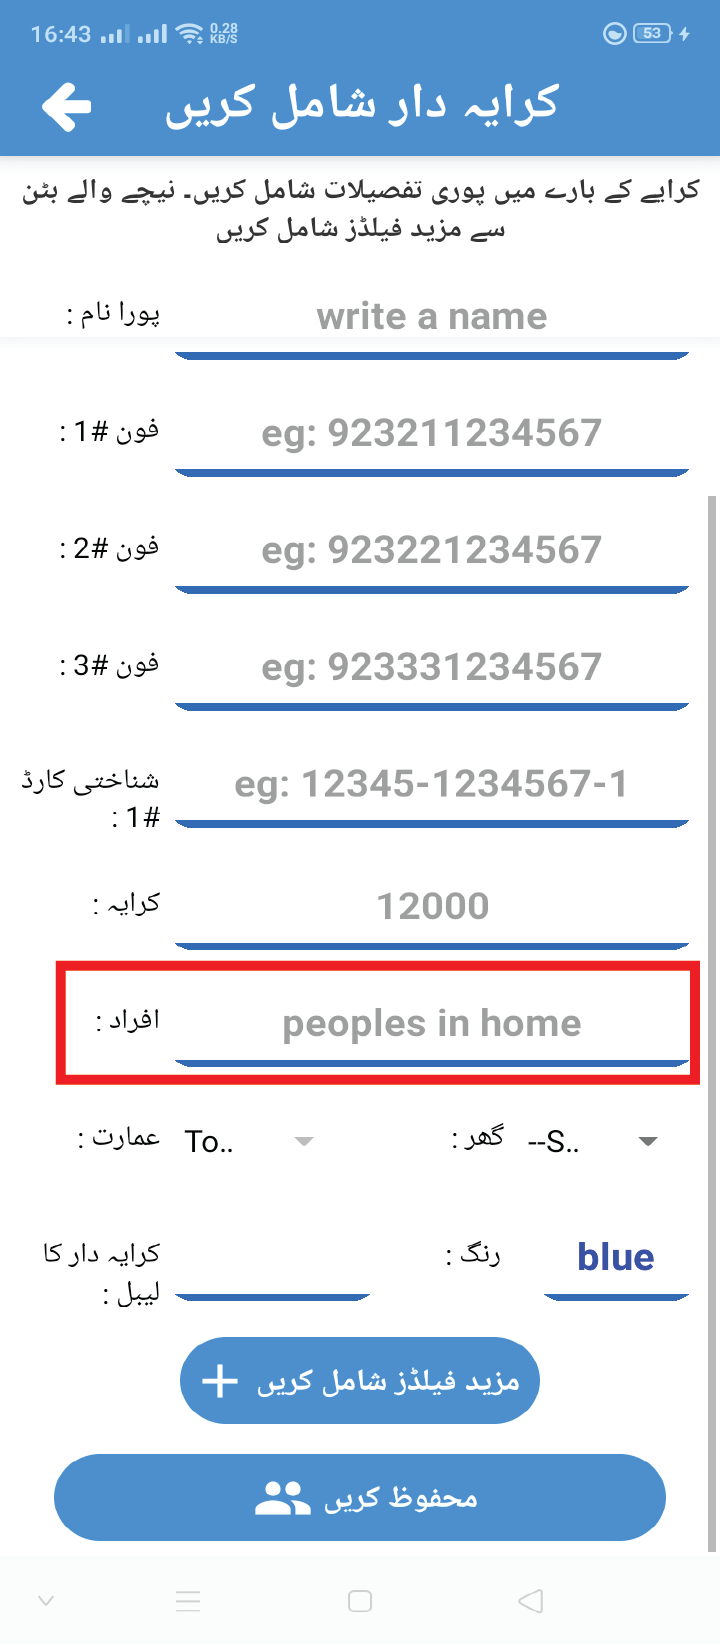 16:43 0.28 KB/S 53
کرایہ دار شامل کریں
کرایے کے بارے میں پوری تفصیلات شامل کریں۔ نیچے والے بٹن
سے مزید فیلڈز شامل کریں
پورا نام : write a name
فون #1 : eg: 923211234567
فون #2 : eg: 923221234567
فون #3 : eg: 923331234567
شناختی کارڈ
#1 : eg: 12345-1234567-1
کرایہ : 12000
افراد : peoples in home
عمارت : To.. گھر : --S..
کرایہ دار کا
لیبل : رنگ : blue
مزید فیلڈز شامل کریں
محفوظ کریں